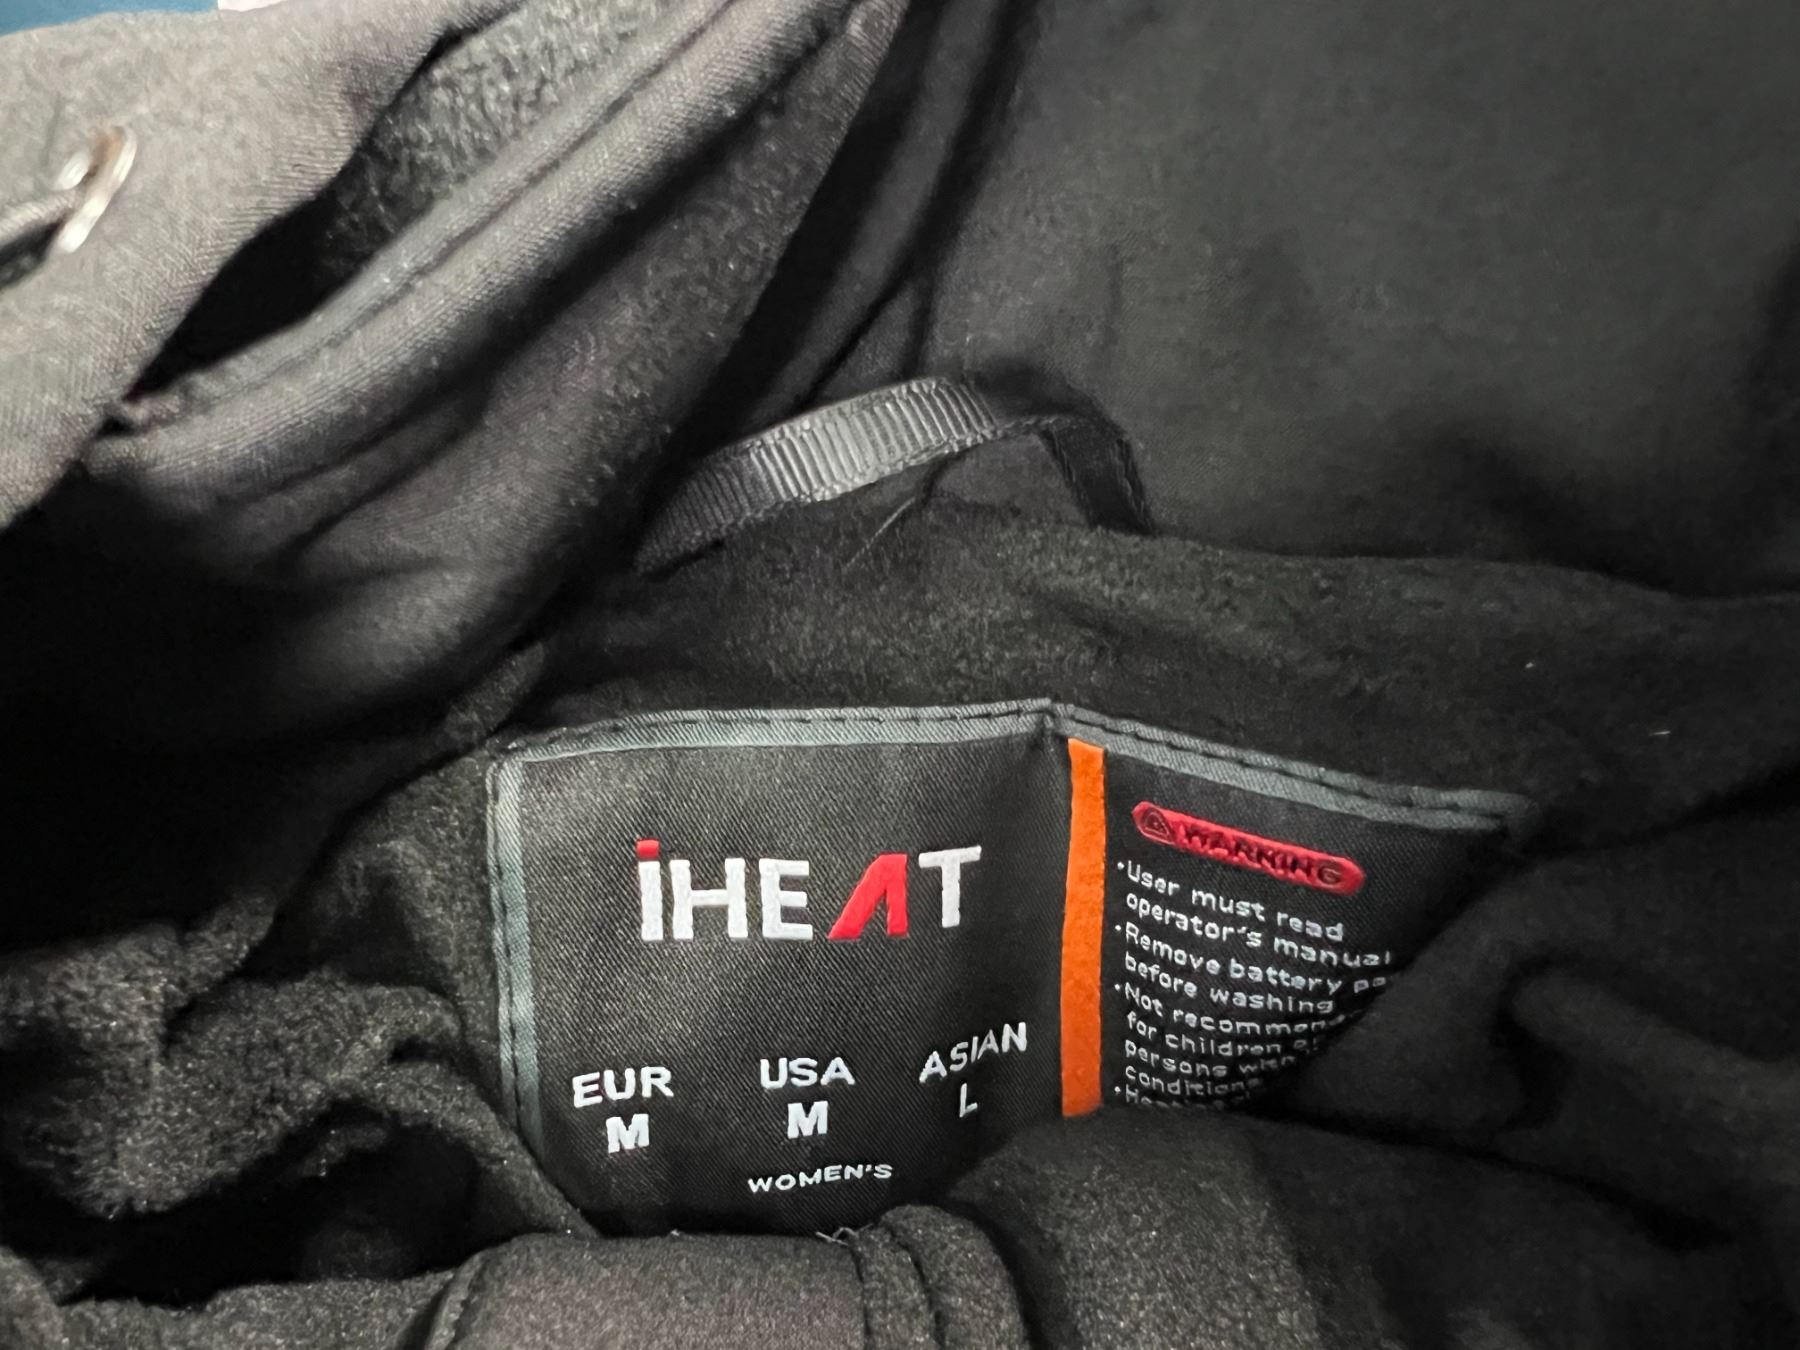 iHEAT
EUR USA ASIAN
M M L
WOMEN'S
WARNING
•User must read
operator's manual
•Remove battery
before washing
•Not
for children
persons